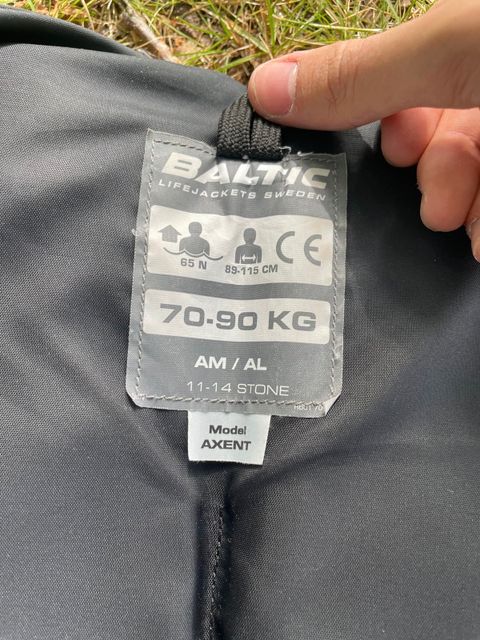 BALTIC
LIFEJACKETS SWEDEN
65 N
89-115 CM
CE
70-90 KG
AM / AL
11-14 STONE
Model
AXENT